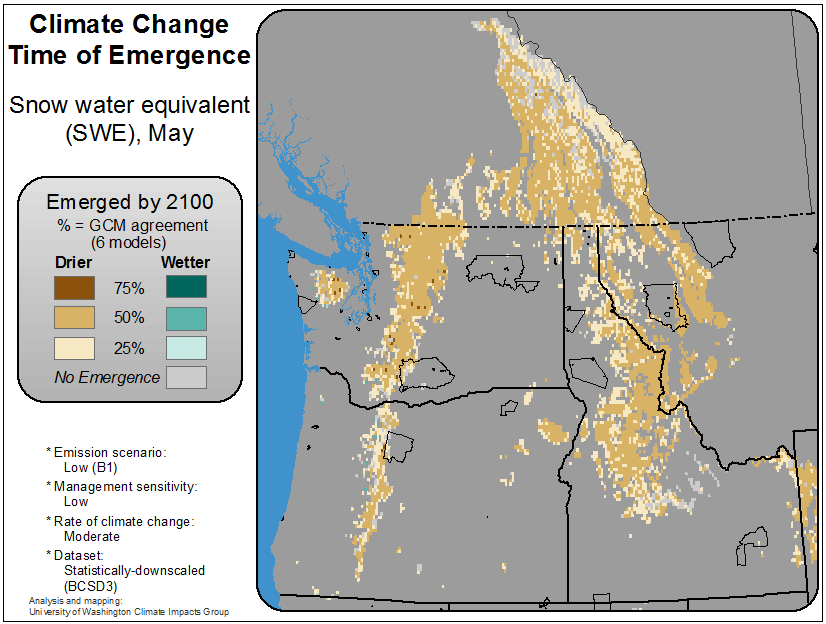 Climate Change
Time of Emergence
Snow water equivalent
(SWE), May
Emerged by 2100
% = GCM agreement
(6 models)
Drier Wetter
75%
50%
25%
No Emergence
* Emission scenario:
Low (B1)
* Management sensitivity:
Low
* Rate of climate change:
Moderate
* Dataset:
Statistically-downscaled
(BCSD3)
Analysis and mapping:
University of Washington Climate Impacts Group